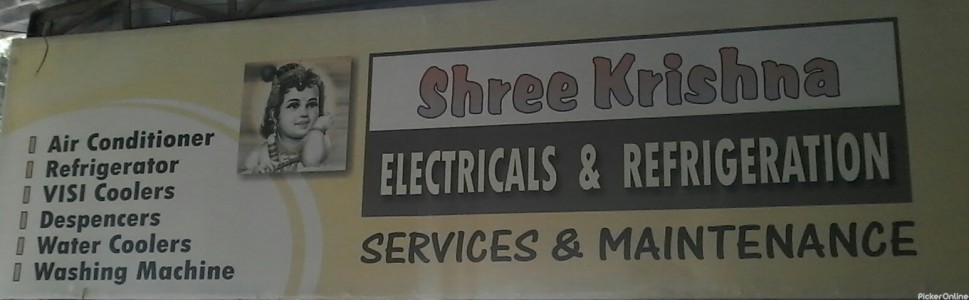 Shree Krishna
ELECTRICALS & REFRIGERATION
SERVICES & MAINTENANCE
Air Conditioner
Refrigerator
VISI Coolers
Despencers
Water Coolers
Washing Machine
PickerOnline